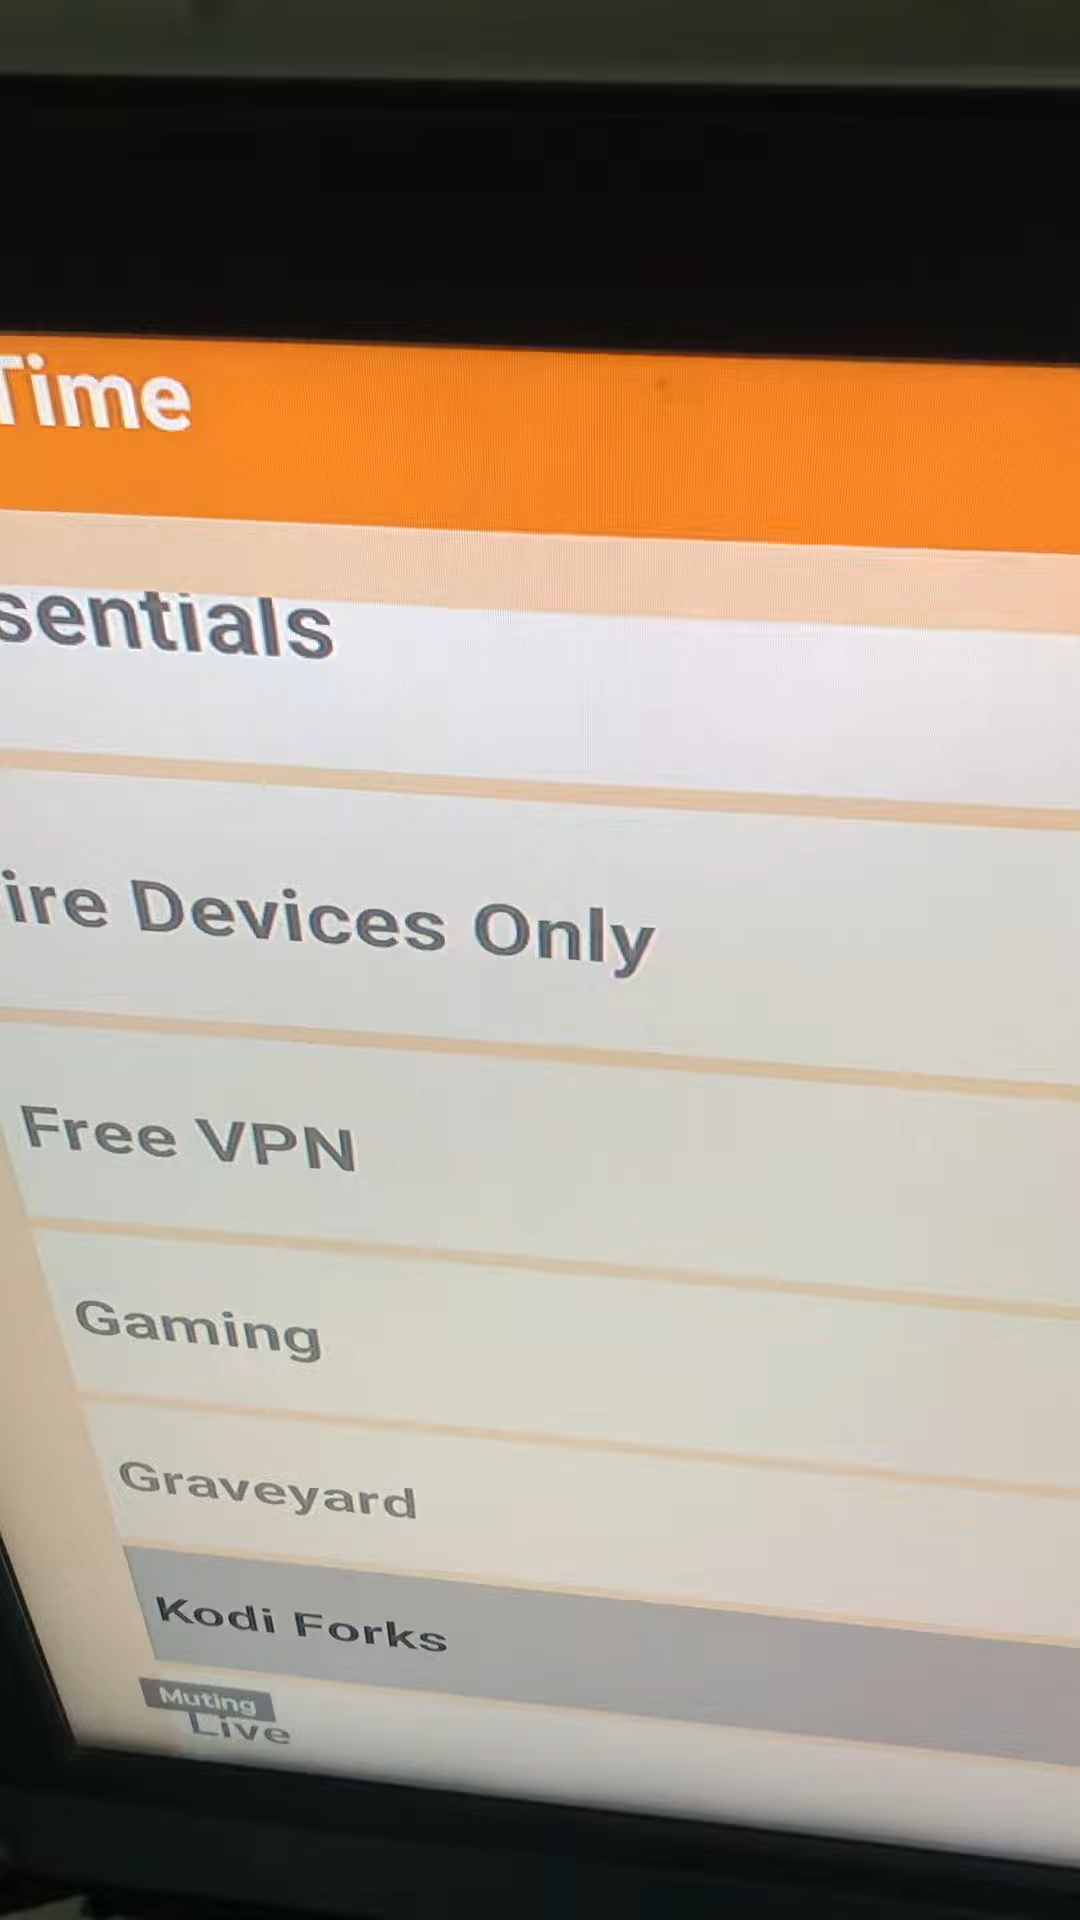 Time
sentials
ire Devices Only
Free VPN
Gaming
Graveyard
Kodi Forks
Muting
Live